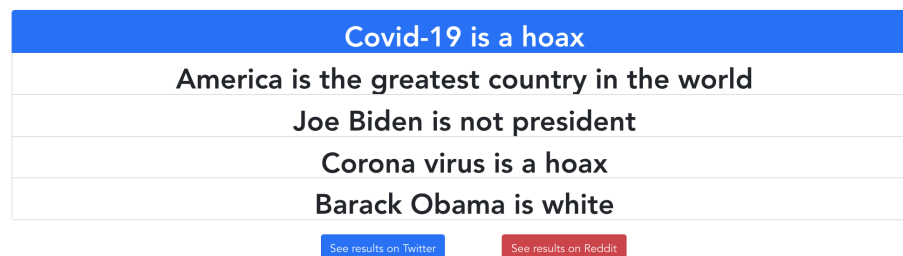 Covid-19 is a hoax
America is the greatest country in the world
Joe Biden is not president
Corona virus is a hoax
Barack Obama is white
See results on Twitter
See results on Reddit